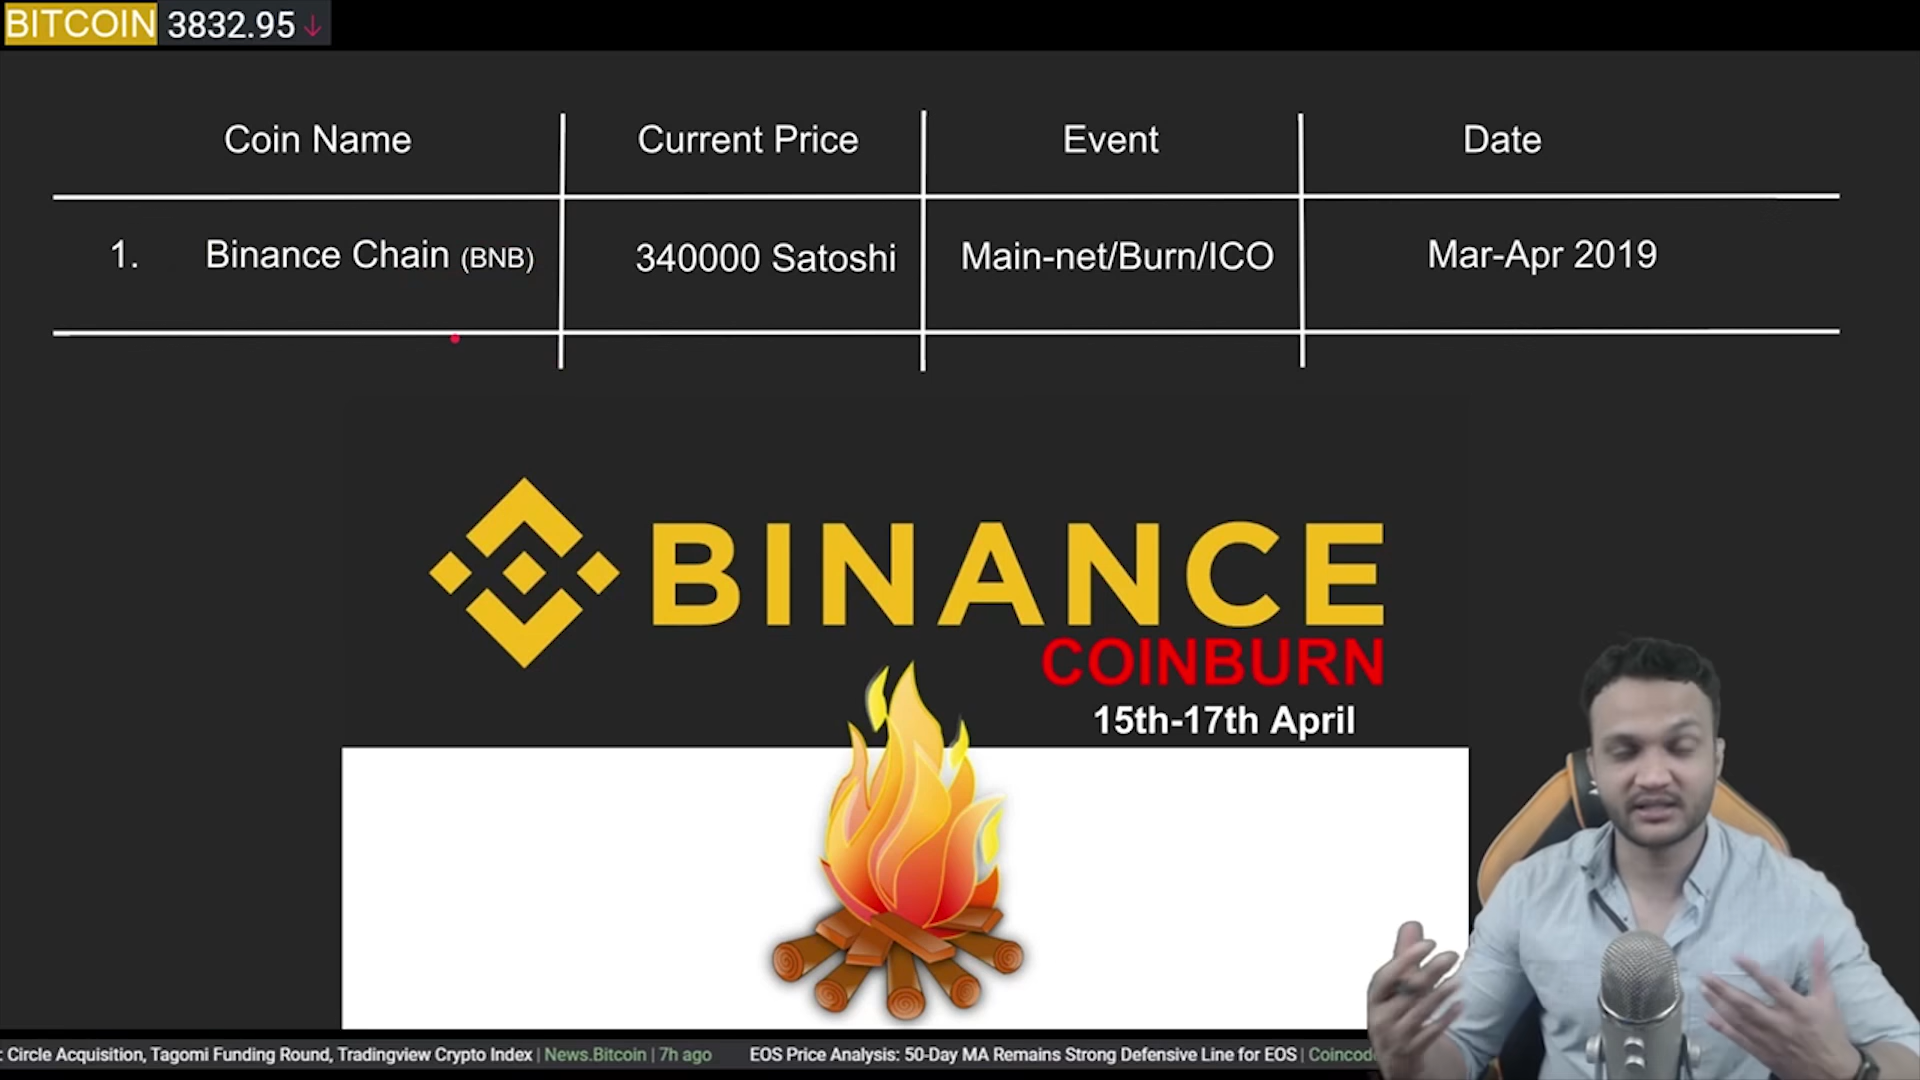 BITCOIN 3832.95
Coin Name Current Price Event Date
1. Binance Chain (BNB) 340000 Satoshi Main-net/Burn/ICO Mar-Apr 2019
BINANCE
COINBURN
15th-17th April
: Circle Acquisition, Tagomi Funding Round, Tradingview Crypto Index | News.Bitcoin | 7h ago EOS Price Analysis: 50-Day MA Remains Strong Defensive Line for EOS | Coincod